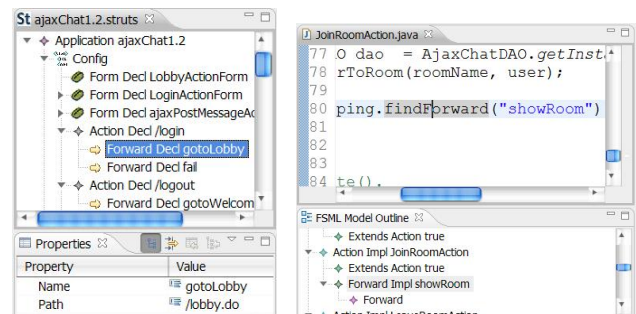 St ajaxChat1.2.struts
Application ajaxChat1.2
Config
Form Decl LobbyActionForm
Form Decl LoginActionForm
Form Decl ajaxPostMessageAc
Action Decl /login
Forward Decl gotoLobby
Forward Decl fail
Action Decl /logout
Forward Decl gotoWelcom
Properties
Property Value
Name gotoLobby
Path /lobby.do
JoinRoomAction.java
77 O dao = AjaxChatDAO.getInst
78 rToRoom(roomName, user);
79
80 ping.findForward("showRoom")
81
82
83
84 te().
FSML Model Outline
Extends Action true
Action Impl JoinRoomAction
Extends Action true
Forward Impl showRoom
Forward
Action Impl LeaveRoomAction